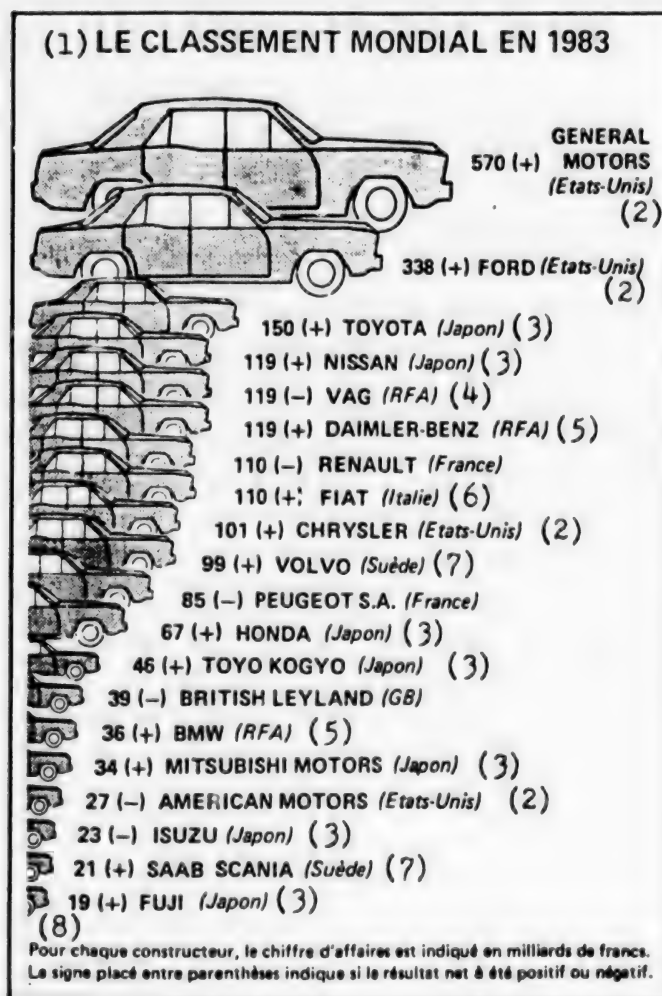 (1) LE CLASSEMENT MONDIAL EN 1983
GENERAL
570 (+) MOTORS
(Etats-Unis)
(2)
338 (+) FORD (Etats-Unis)
(2)
150 (+) TOYOTA (Japon) (3)
119 (+) NISSAN (Japon) (3)
119 (–) VAG (RFA) (4)
119 (+) DAIMLER-BENZ (RFA) (5)
110 (–) RENAULT (France)
110 (+: FIAT (Italie) (6)
101 (+) CHRYSLER (Etats-Unis) (2)
99 (+) VOLVO (Suède) (7)
85 (–) PEUGEOT S.A. (France)
67 (+) HONDA (Japon) (3)
46 (+) TOYO KOGYO (Japon) (3)
39 (–) BRITISH LEYLAND (GB)
36 (+) BMW (RFA) (5)
34 (+) MITSUBISHI MOTORS (Japon) (3)
27 (–) AMERICAN MOTORS (Etats-Unis) (2)
23 (–) ISUZU (Japon) (3)
21 (+) SAAB SCANIA (Suède) (7)
19 (+) FUJI (Japon) (3)
(8)
Pour chaque constructeur, le chiffre d'affaires est indiqué en milliards de francs.
Le signe placé entre parenthèses indique si le résultat net à été positif ou négatif.